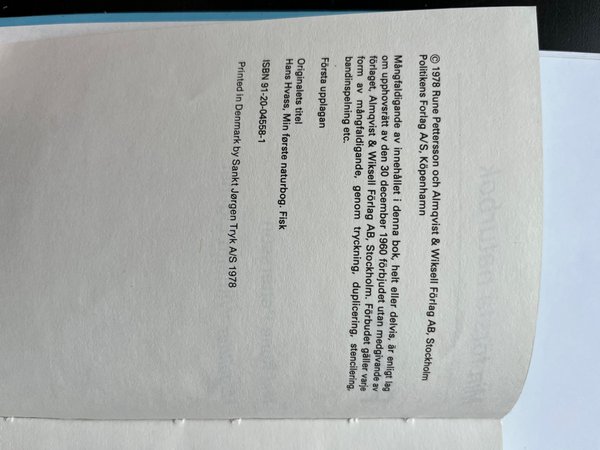 © 1978 Rune Pettersson och Almqvist & Wiksell Förlag AB, Stockholm
Politikens Forlag A/S, Köpenhamn
Mångfaldigande av innehållet i denna bok, helt eller delvis, är enligt lag
om upphovsrätt av den 30 december 1960 förbjudet utan medgivande av
förlaget, Almqvist & Wiksell Förlag AB, Stockholm. Förbudet gäller varje
form av mångfaldigande, genom tryckning, duplicering, stencilering,
bandinspelning etc.
Första upplagan
Originalets titel
Hans Hvass, Min første naturbog. Fisk
ISBN 91-20-04558-1
Printed in Denmark by Sankt Jørgen Tryk A/S 1978